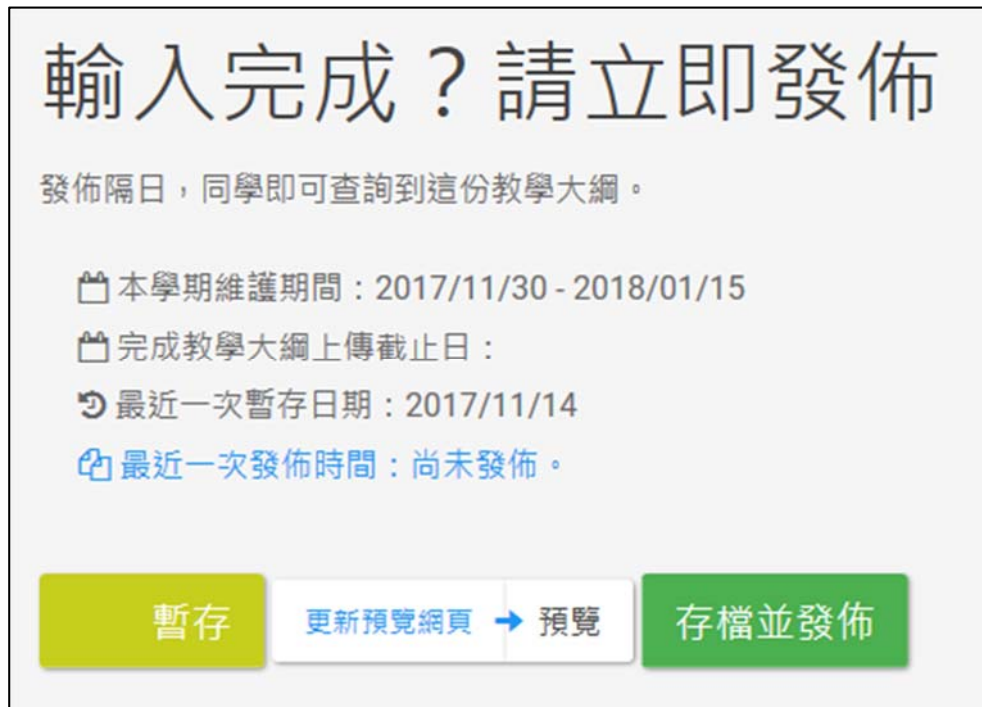 輸入完成？請立即發佈
發佈隔日，同學即可查詢到這份教學大綱。
本學期維護期間：2017/11/30 - 2018/01/15
完成教學大綱上傳截止日：
最近一次暫存日期：2017/11/14
最近一次發佈時間：尚未發佈。
暫存 更新預覽網頁 預覽 存檔並發佈